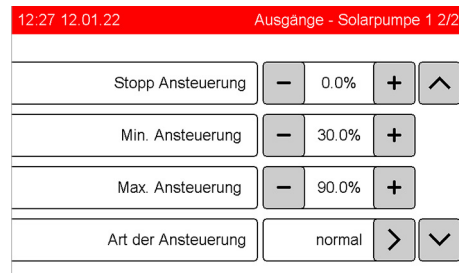 12:27 12.01.22 Ausgänge - Solarpumpe 1 2/2
Stopp Ansteuerung − 0.0% +
Min. Ansteuerung − 30.0% +
Max. Ansteuerung − 90.0% +
Art der Ansteuerung normal >